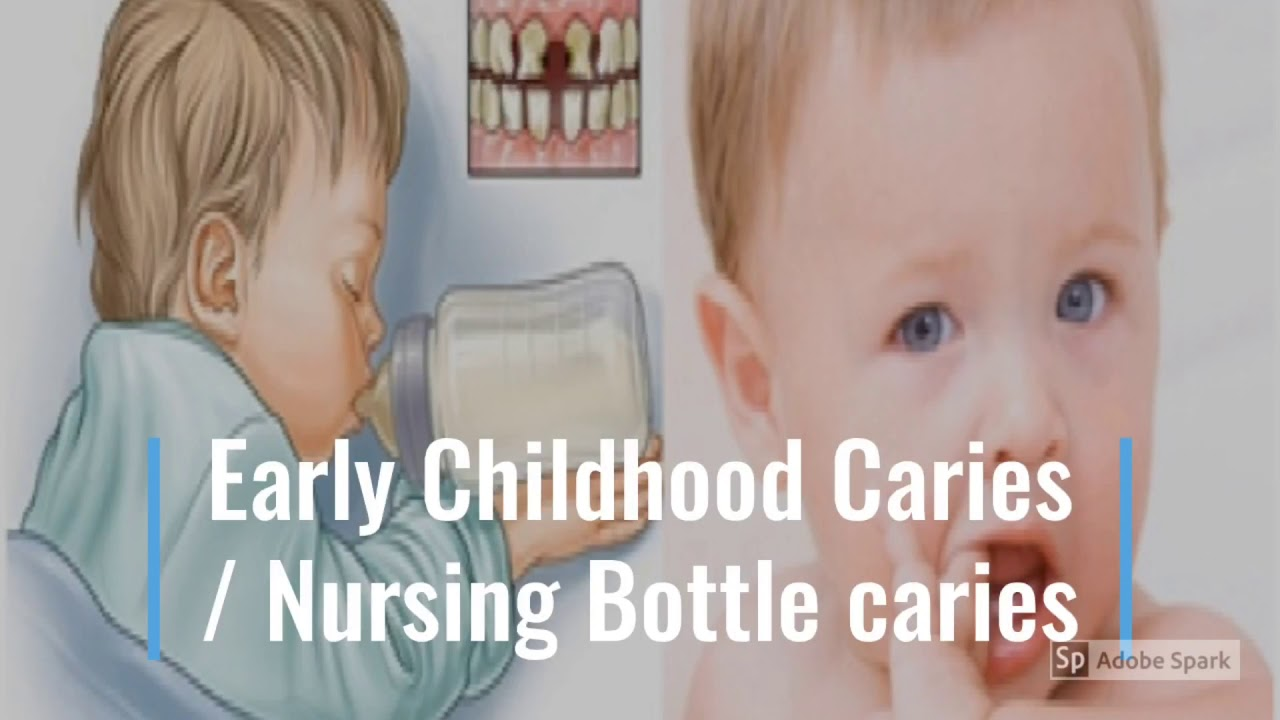 Early Childhood Caries
/ Nursing Bottle caries
Sp Adobe Spark